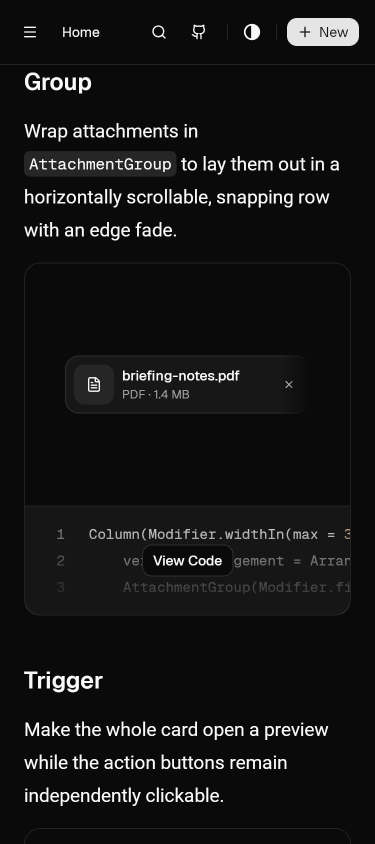 Home
New
Group
Wrap attachments in
AttachmentGroup to lay them out in a
horizontally scrollable, snapping row
with an edge fade.
briefing-notes.pdf
PDF · 1.4 MB
1 Column(Modifier.widthIn(max = 3
2 gement = Arran
View Code
3 AttachmentGroup(Modifier.fi
Trigger
Make the whole card open a preview
while the action buttons remain
independently clickable.